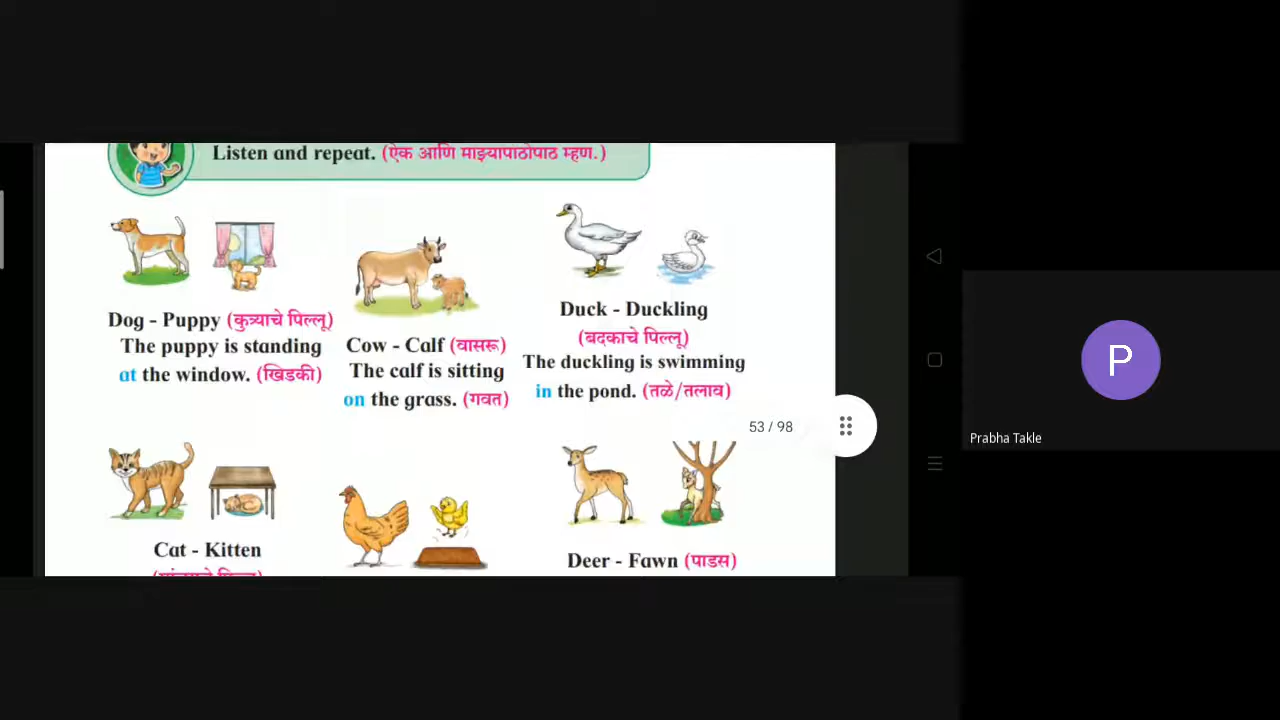 Listen and repeat. (ऐक आणि माझ्यापाठोपाठ म्हण.)
Dog - Puppy (कुत्र्याचे पिल्लू)
The puppy is standing
at the window. (खिडकी)
Cow - Calf (वासरू)
The calf is sitting
on the grass. (गवत)
Duck - Duckling
(बदकाचे पिल्लू)
The duckling is swimming
in the pond. (तळे/तलाव)
53 / 98
Cat - Kitten
Deer - Fawn (पाडस)
P
Prabha Takle